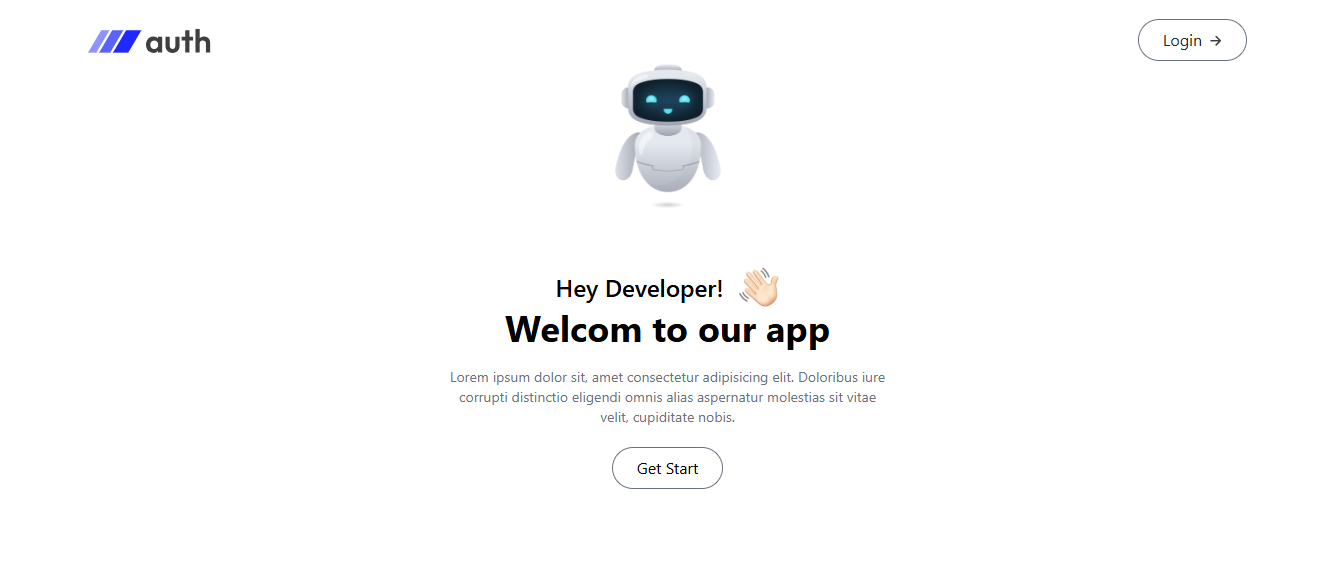 auth
Login →
Hey Developer! 👋🏻
Welcom to our app
Lorem ipsum dolor sit, amet consectetur adipisicing elit. Doloribus iure
corrupti distinctio eligendi omnis alias aspernatur molestias sit vitae
velit, cupiditate nobis.
Get Start